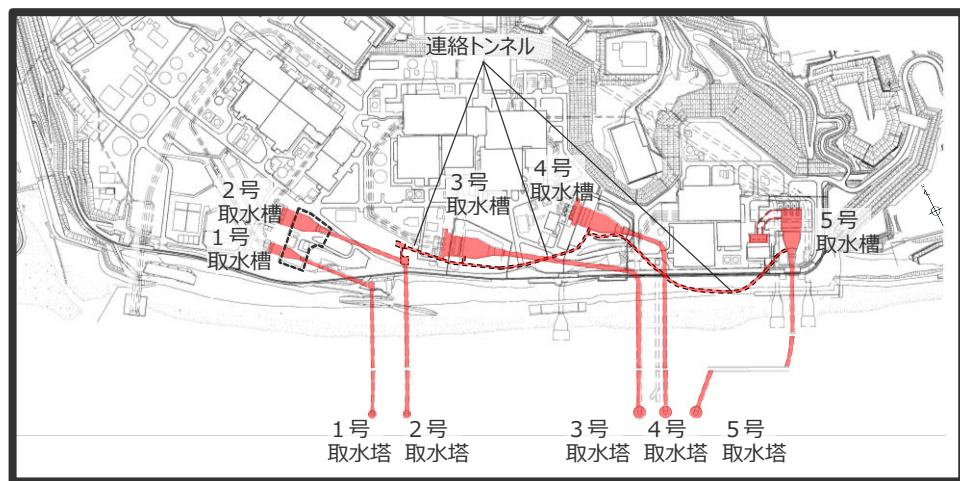 連絡トンネル
2号
取水槽
1号
取水槽
3号
取水槽
4号
取水槽
5号
取水槽
1号
取水塔
2号
取水塔
3号
取水塔
4号
取水塔
5号
取水塔